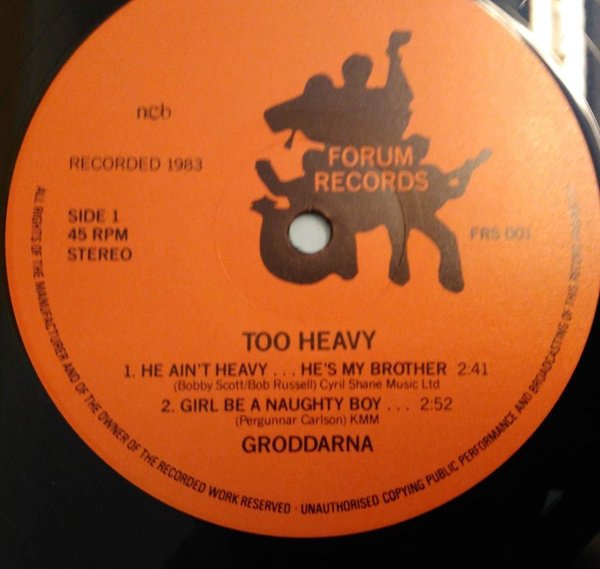 ncb
RECORDED 1983
FORUM
RECORDS
SIDE 1
45 RPM
STEREO
FRS 001
TOO HEAVY
1. HE AIN'T HEAVY . . . HE'S MY BROTHER 2:41
(Bobby Scott/Bob Russell) Cyril Shane Music Ltd
2. GIRL BE A NAUGHTY BOY . . . 2:52
(Pergunnar Carlson) KMM
GRODDARNA
ALL RIGHTS OF THE MANUFACTURER AND OF THE OWNER OF THE RECORDED WORK RESERVED · UNAUTHORISED COPYING PUBLIC PERFORMANCE AND BROADCASTING OF THIS RECORD